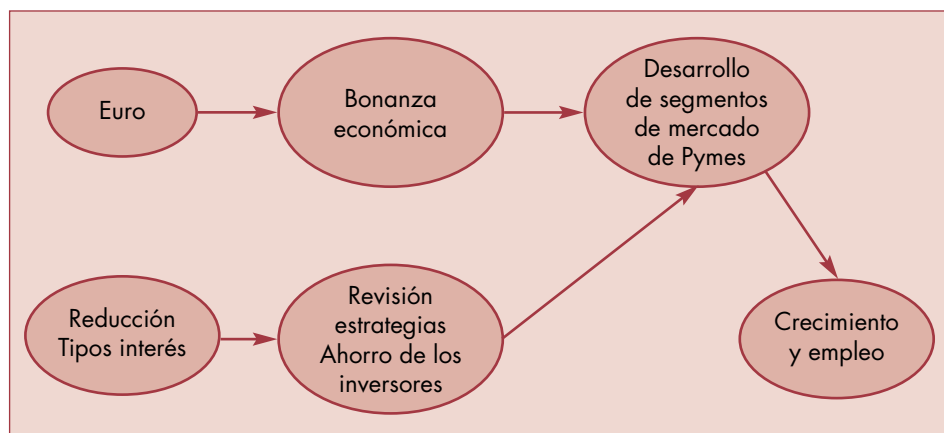 Euro
Bonanza
económica
Desarrollo
de segmentos
de mercado
de Pymes
Reducción
Tipos interés
Revisión
estrategias
Ahorro de los
inversores
Crecimiento
y empleo